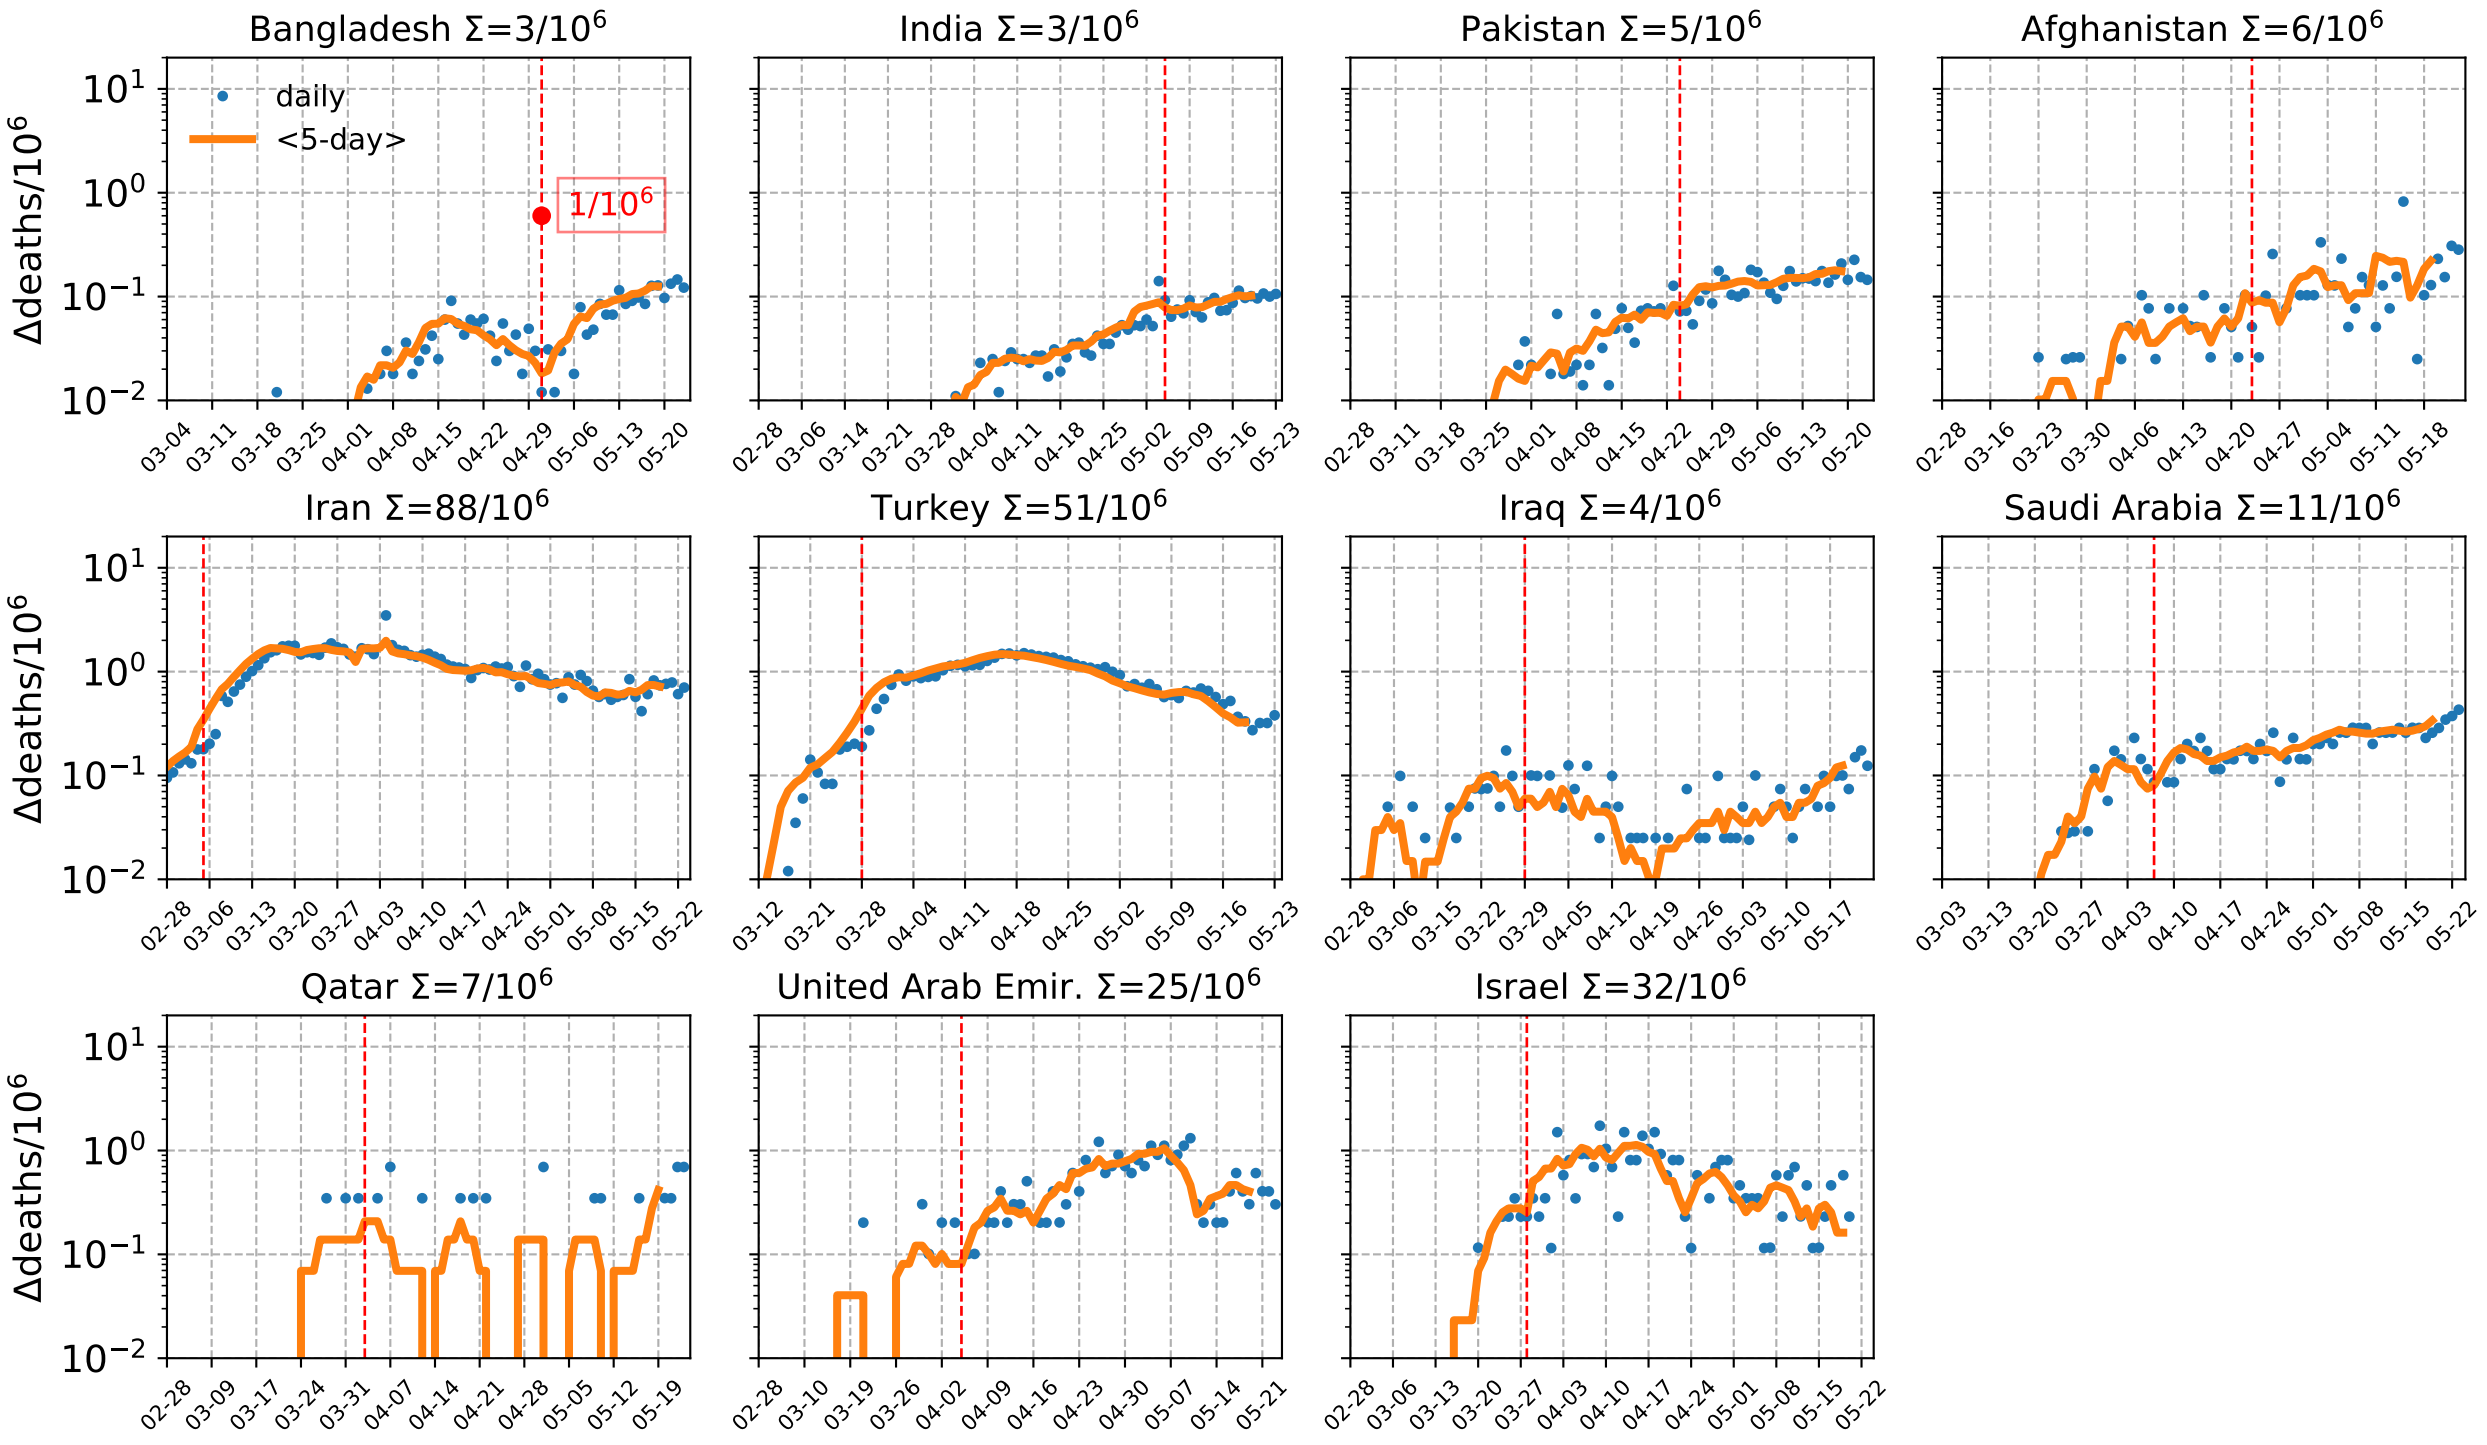 Bangladesh Σ=3/10⁶
India Σ=3/10⁶
Pakistan Σ=5/10⁶
Afghanistan Σ=6/10⁶
Δdeaths/10⁶
10¹
10⁰
10⁻¹
10⁻²
daily
<5-day>
1/10⁶
03-04 03-11 03-18 03-25 04-01 04-08 04-15 04-22 04-29 05-06 05-13 05-20
02-28 03-06 03-14 03-21 03-28 04-04 04-11 04-18 04-25 05-02 05-09 05-16 05-23
02-28 03-11 03-18 03-25 04-01 04-08 04-15 04-22 04-29 05-06 05-13 05-20
02-28 03-16 03-23 03-30 04-06 04-13 04-20 04-27 05-04 05-11 05-18
Iran Σ=88/10⁶
Turkey Σ=51/10⁶
Iraq Σ=4/10⁶
Saudi Arabia Σ=11/10⁶
Δdeaths/10⁶
10¹
10⁰
10⁻¹
10⁻²
02-28 03-06 03-13 03-20 03-27 04-03 04-10 04-17 04-24 05-01 05-08 05-15 05-22
03-12 03-21 03-28 04-04 04-11 04-18 04-25 05-02 05-09 05-16 05-23
02-28 03-06 03-15 03-22 03-29 04-05 04-12 04-19 04-26 05-03 05-10 05-17
03-03 03-13 03-20 03-27 04-03 04-10 04-17 04-24 05-01 05-08 05-15 05-22
Qatar Σ=7/10⁶
United Arab Emir. Σ=25/10⁶
Israel Σ=32/10⁶
Δdeaths/10⁶
10¹
10⁰
10⁻¹
10⁻²
02-28 03-09 03-17 03-24 03-31 04-07 04-14 04-21 04-28 05-05 05-12 05-19
02-28 03-10 03-19 03-26 04-02 04-09 04-16 04-23 04-30 05-07 05-14 05-21
02-28 03-06 03-13 03-20 03-27 04-03 04-10 04-17 04-24 05-01 05-08 05-15 05-22